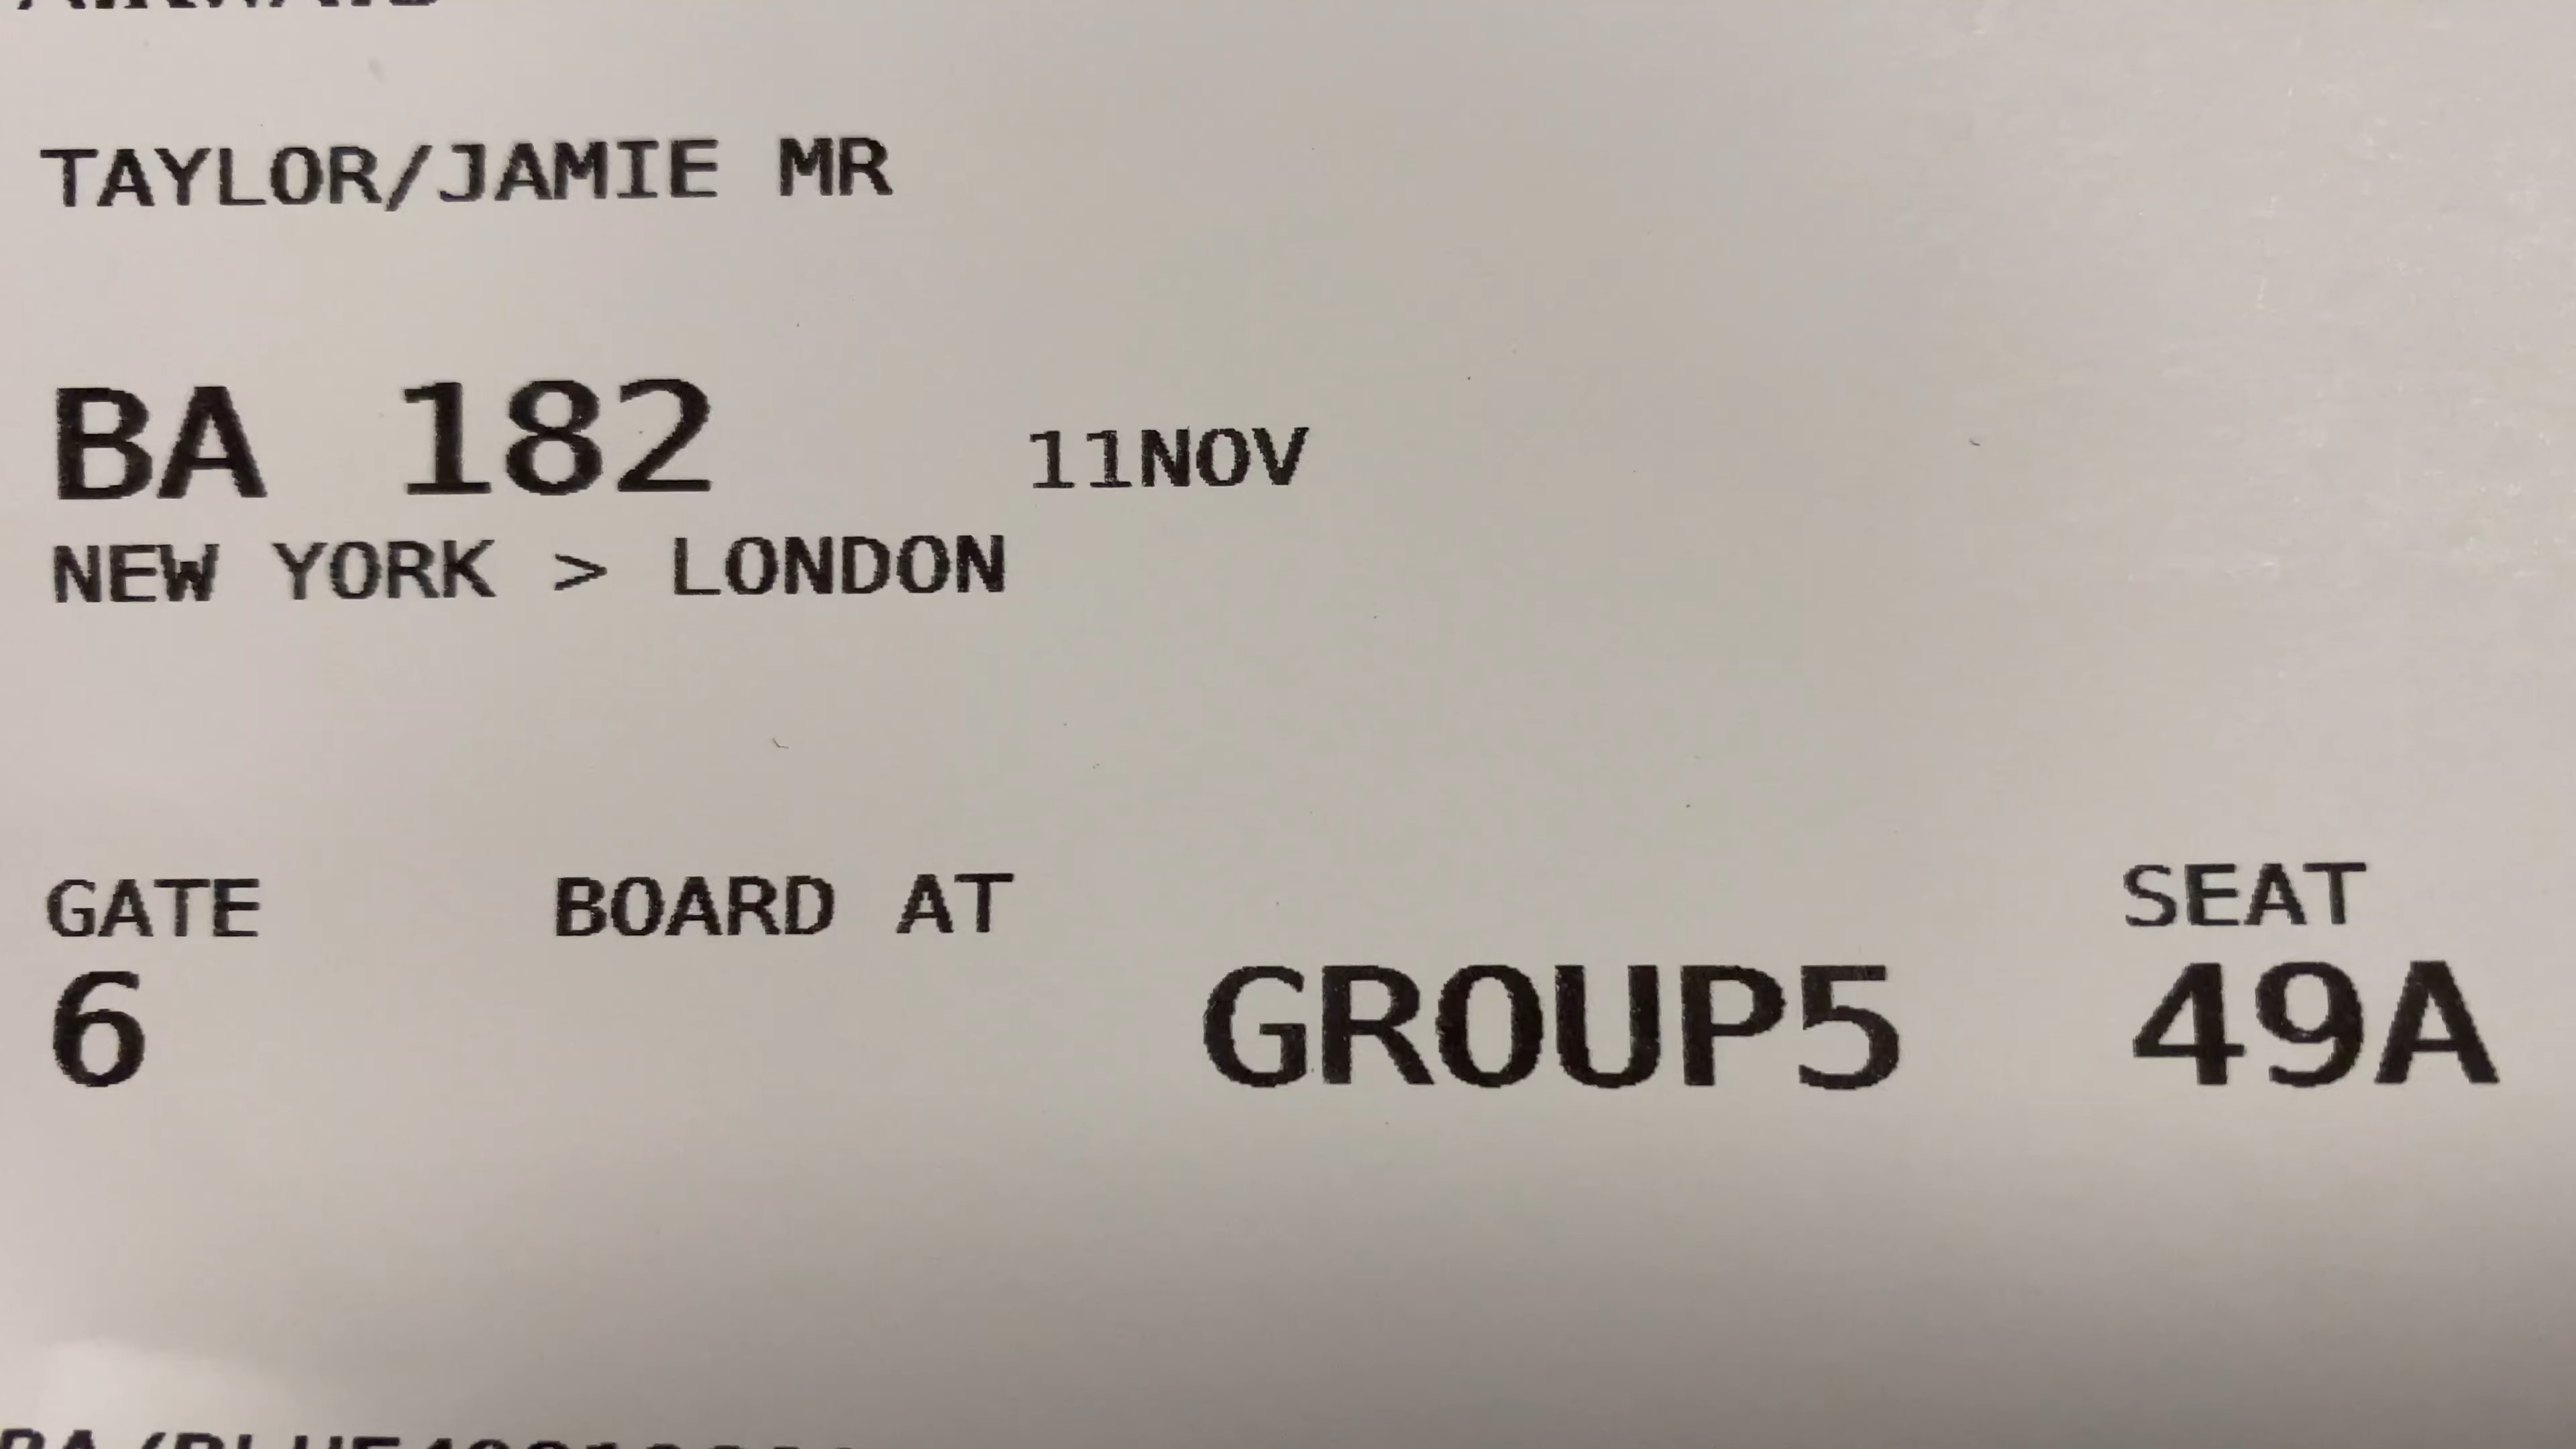 TAYLOR/JAMIE MR
BA 182 11NOV
NEW YORK > LONDON
GATE BOARD AT SEAT
6 GROUP5 49A